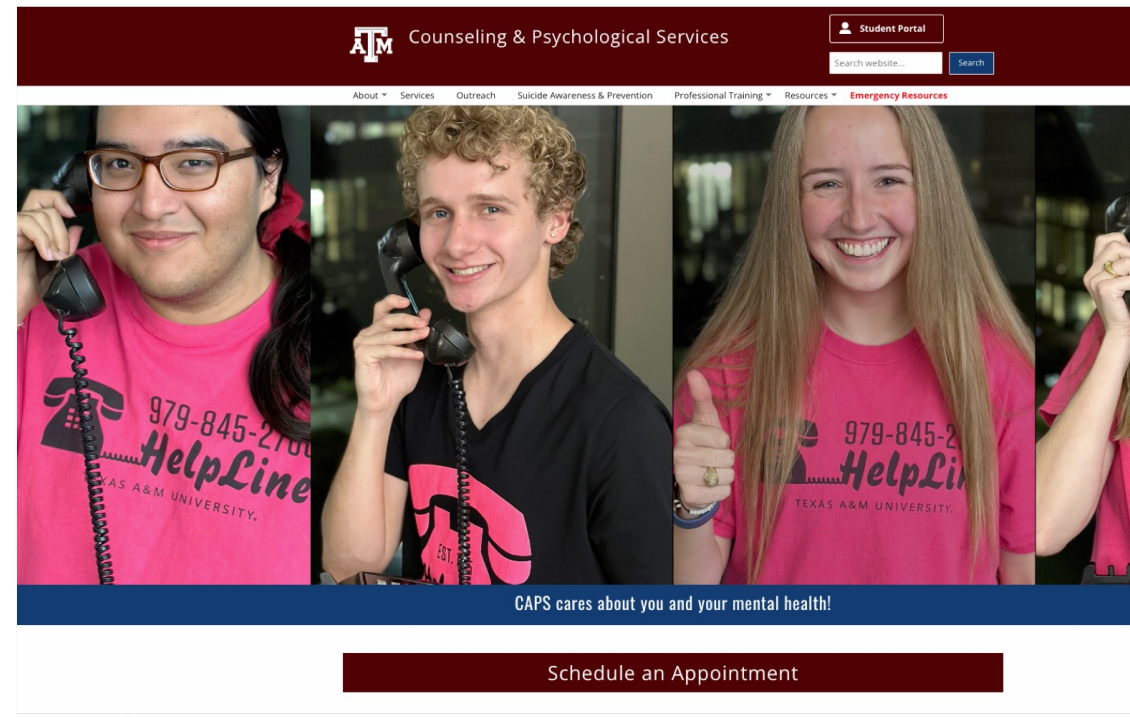 ATM
Counseling & Psychological Services
Student Portal
Search website...
Search
About
Services
Outreach
Suicide Awareness & Prevention
Professional Training
Resources
Emergency Resources
979-845-
HelpLine
TEXAS A&M UNIVERSITY®
EST.
979-845-2
HelpLin
TEXAS A&M UNIVERSITY®
CAPS cares about you and your mental health!
Schedule an Appointment